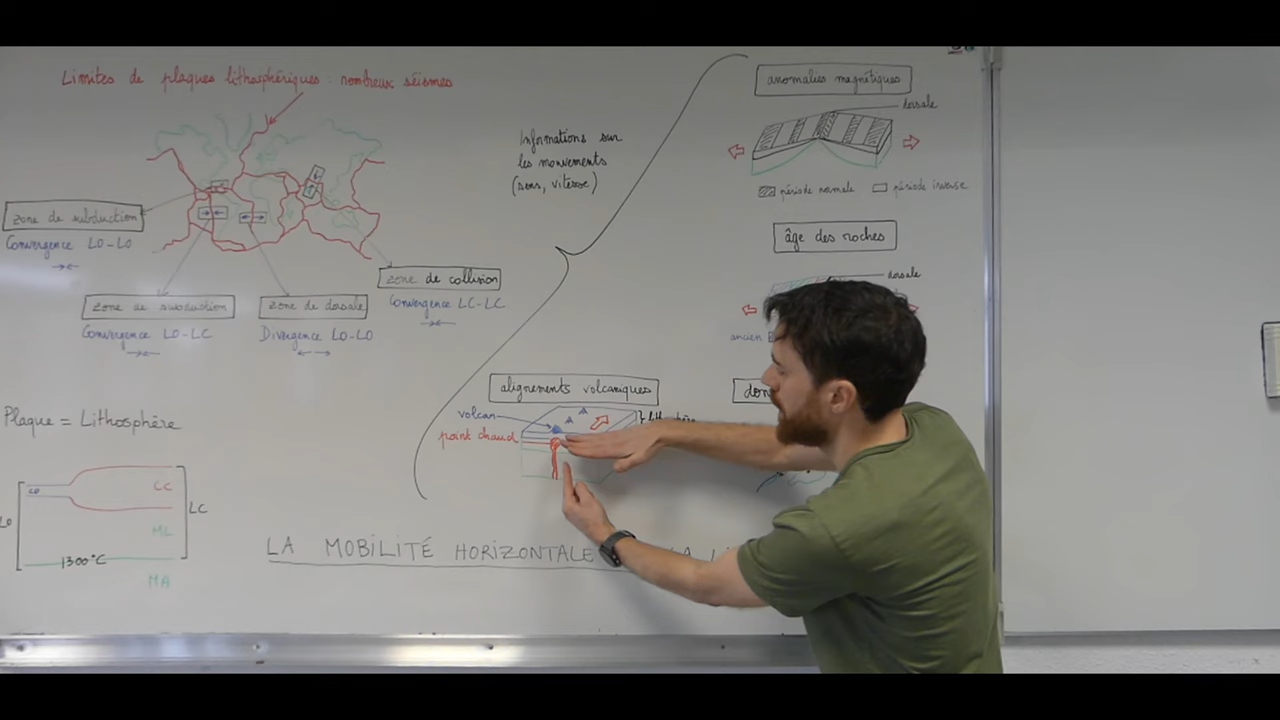 Limites de plaques lithosphériques : nombreux séismes
zone de subduction
Convergence LO-LO
zone de subduction
Convergence LO-LC
zone de dorsale
Divergence LO-LO
zone de collision
Convergence LC-LC
Informations sur
les mouvements
(sens, vitesse)
anomalies magnétiques
dorsale
période normale
période inverse
âge des roches
dorsale
ancien
alignements volcaniques
volcan
point chaud
Plaque = Lithosphère
CO
CC
LC
LO
ML
1300°C
MA
LA MOBILITÉ HORIZONTALE